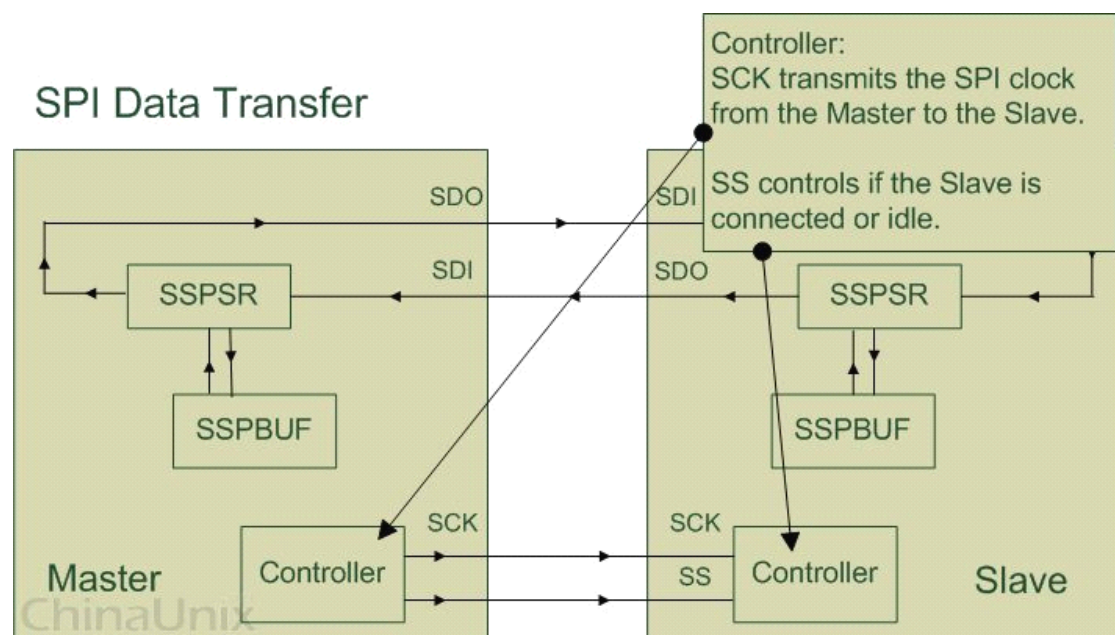 Controller:
SCK transmits the SPI clock
from the Master to the Slave.
SS controls if the Slave is
connected or idle.
SPI Data Transfer
SDO
SDI
SDI
SDO
SSPSR
SSPSR
SSPBUF
SSPBUF
SCK
SCK
Controller
SS
Controller
Master
Slave
ChinaUnix